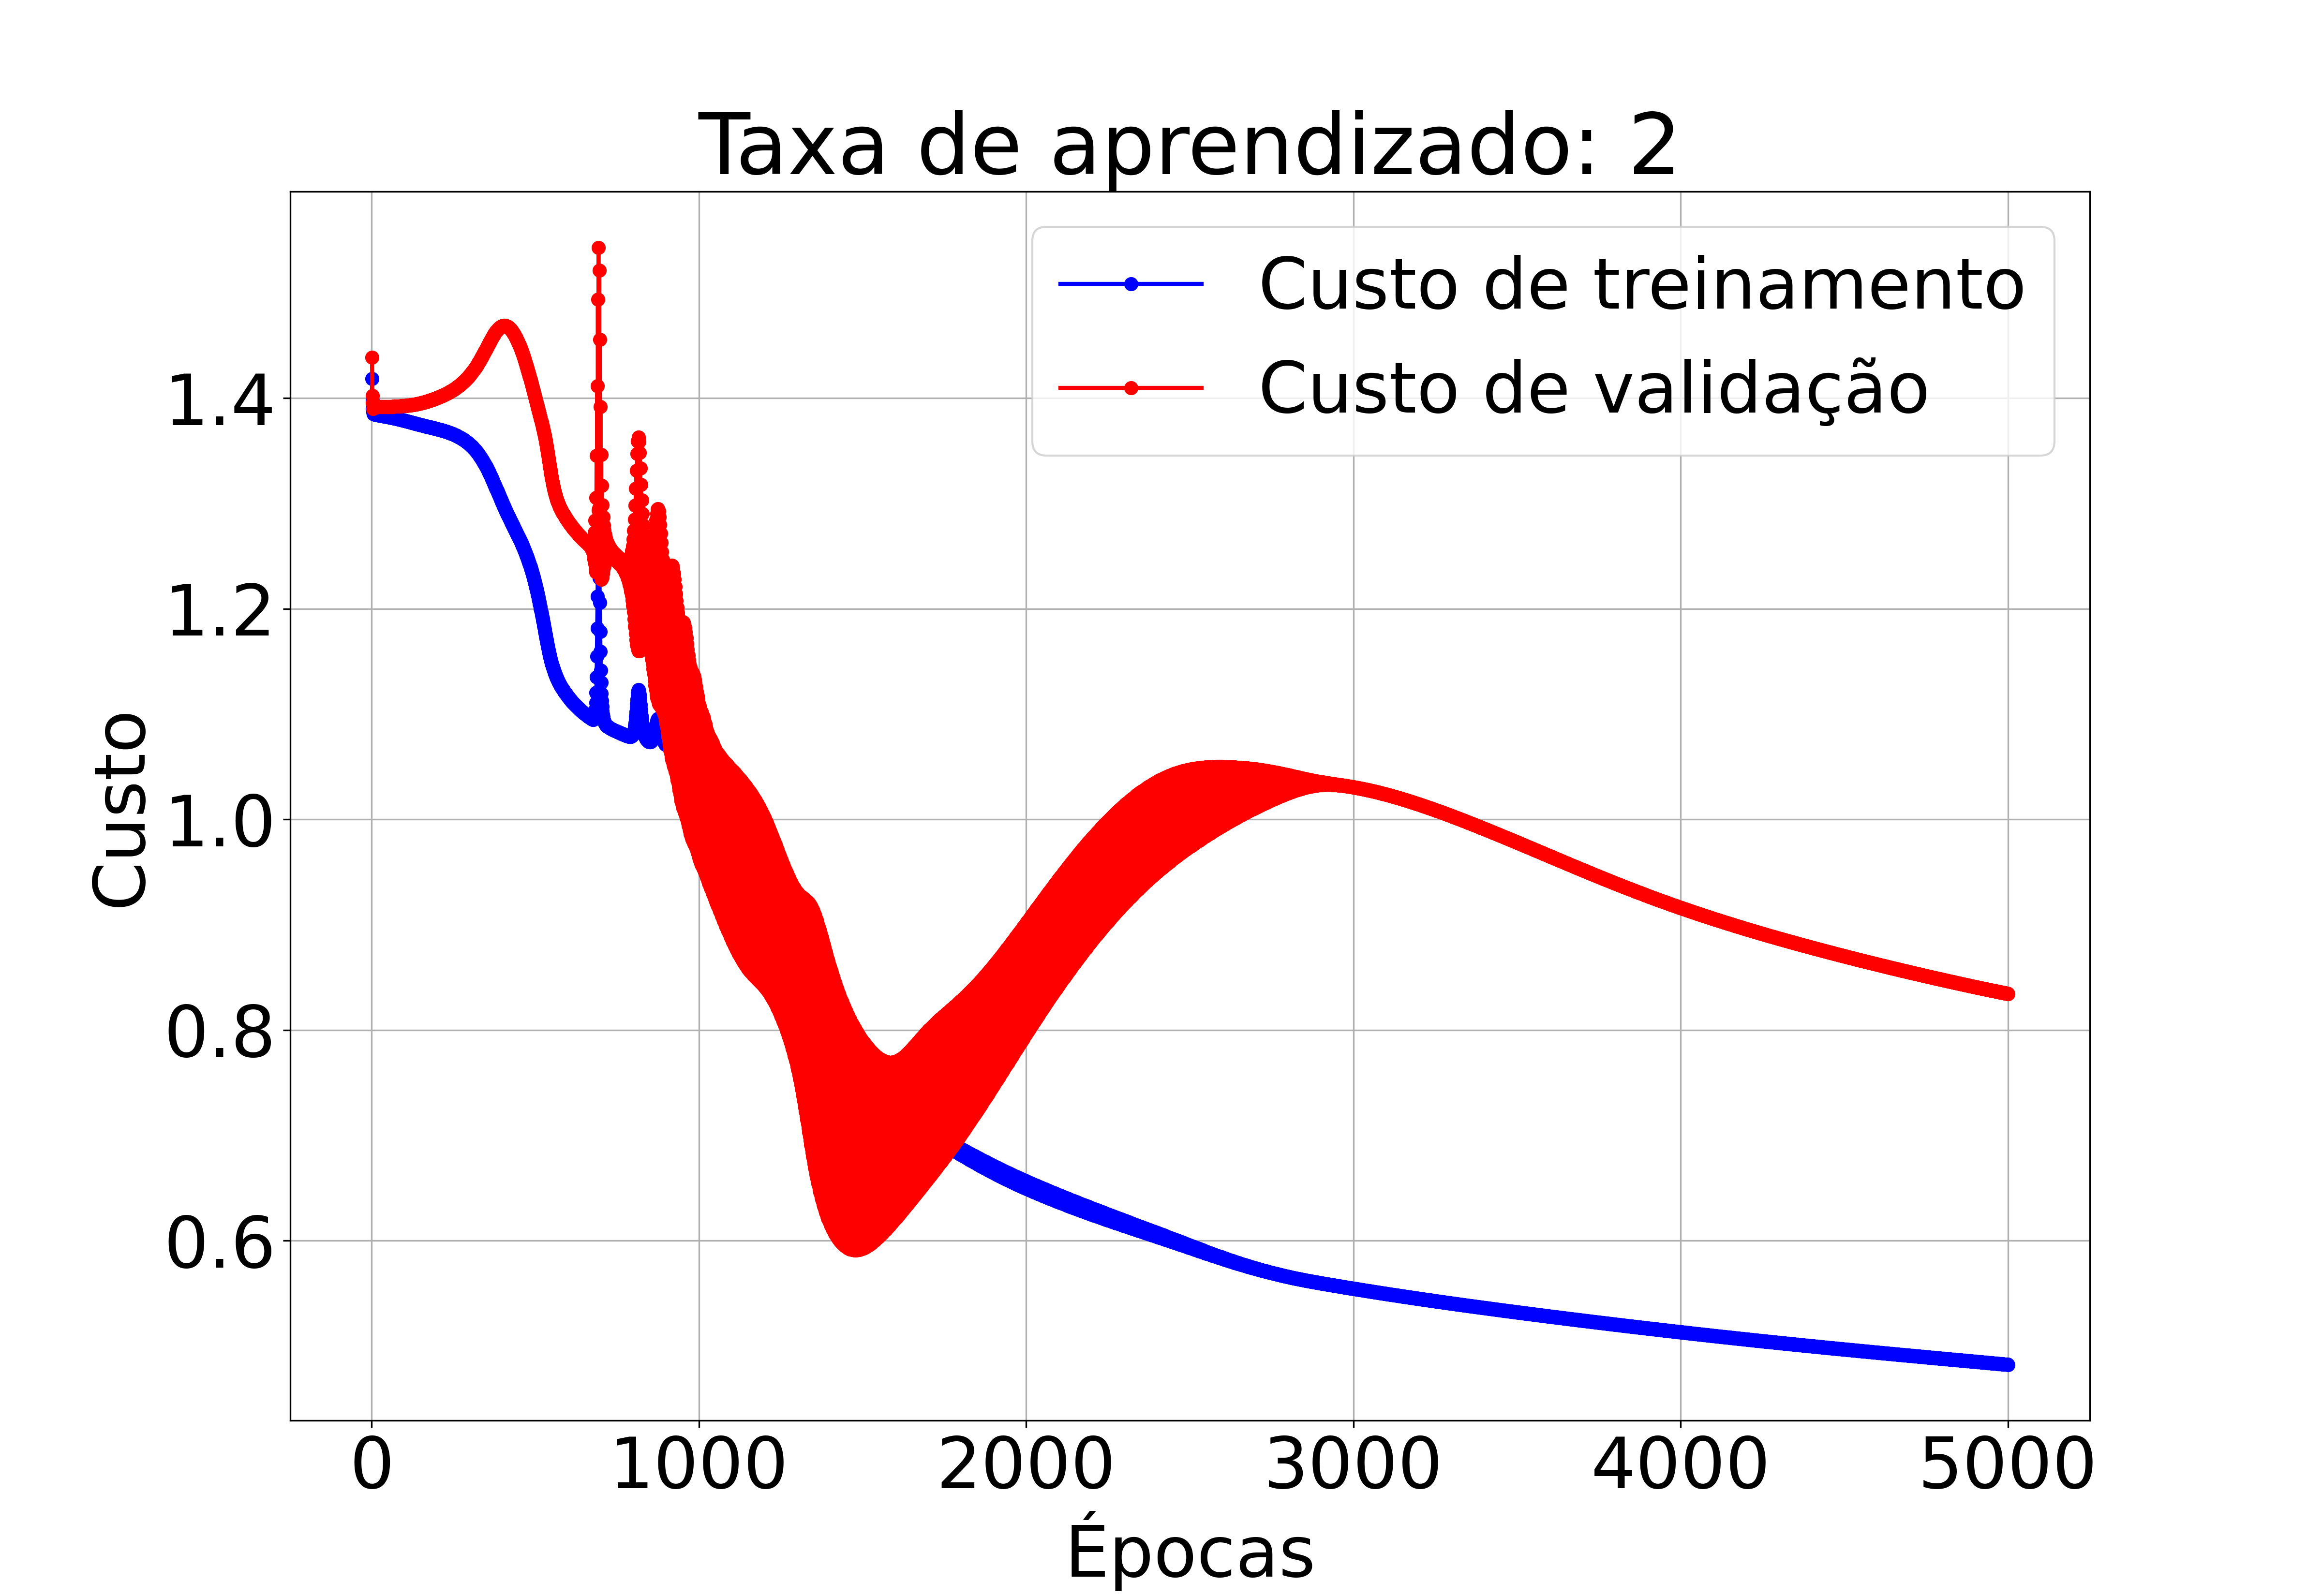 Taxa de aprendizado: 2
Custo de treinamento
Custo de validação
1.4
1.2
1.0
0.8
0.6
Custo
0 1000 2000 3000 4000 5000
Épocas